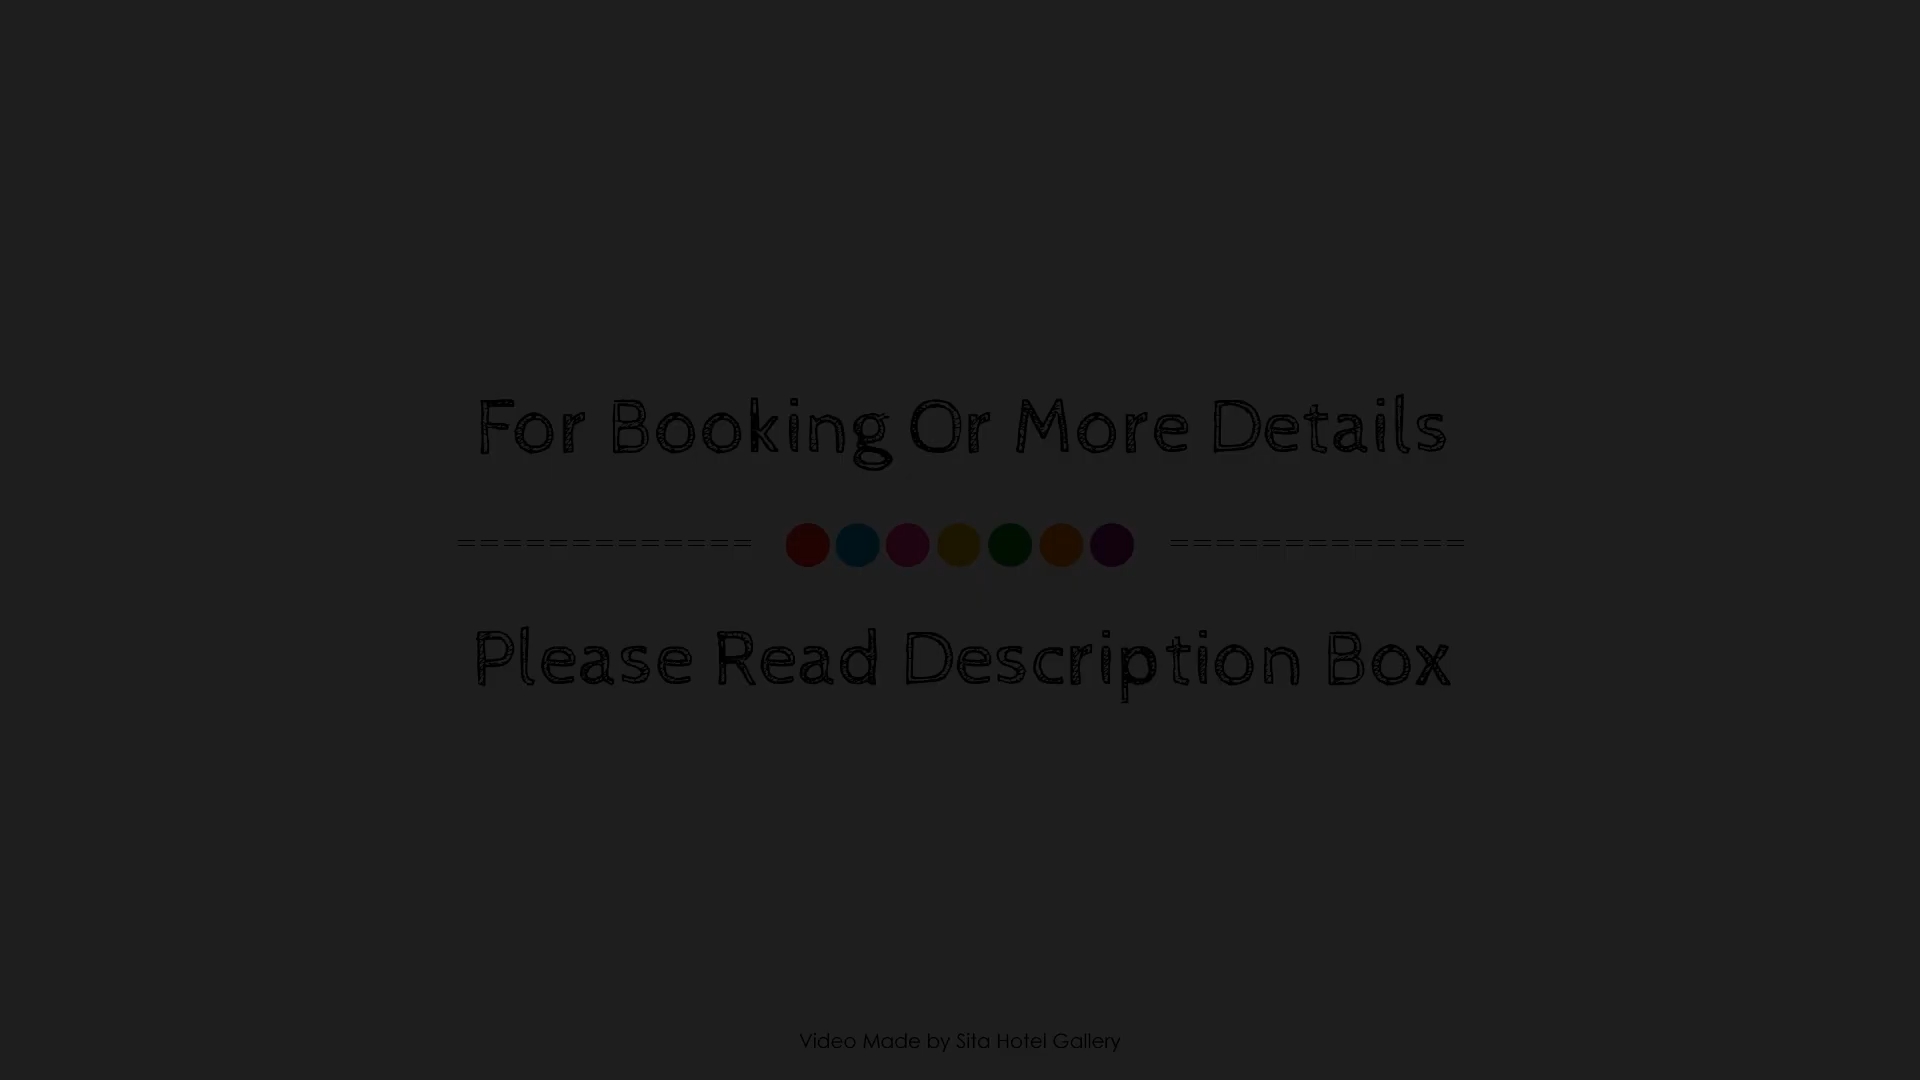 For Booking Or More Details
============= =============
Please Read Description Box
Video Made by Sita Hotel Gallery